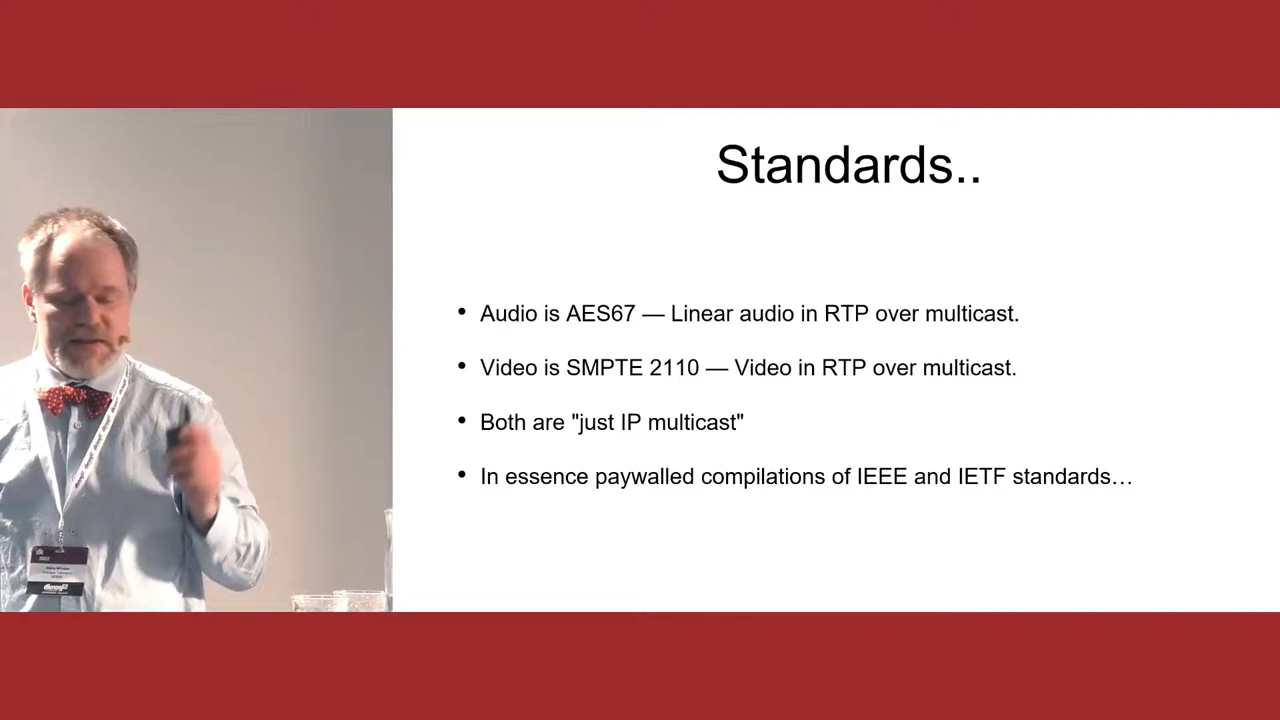 Standards..
• Audio is AES67 — Linear audio in RTP over multicast.
• Video is SMPTE 2110 — Video in RTP over multicast.
• Both are "just IP multicast"
• In essence paywalled compilations of IEEE and IETF standards…
2022